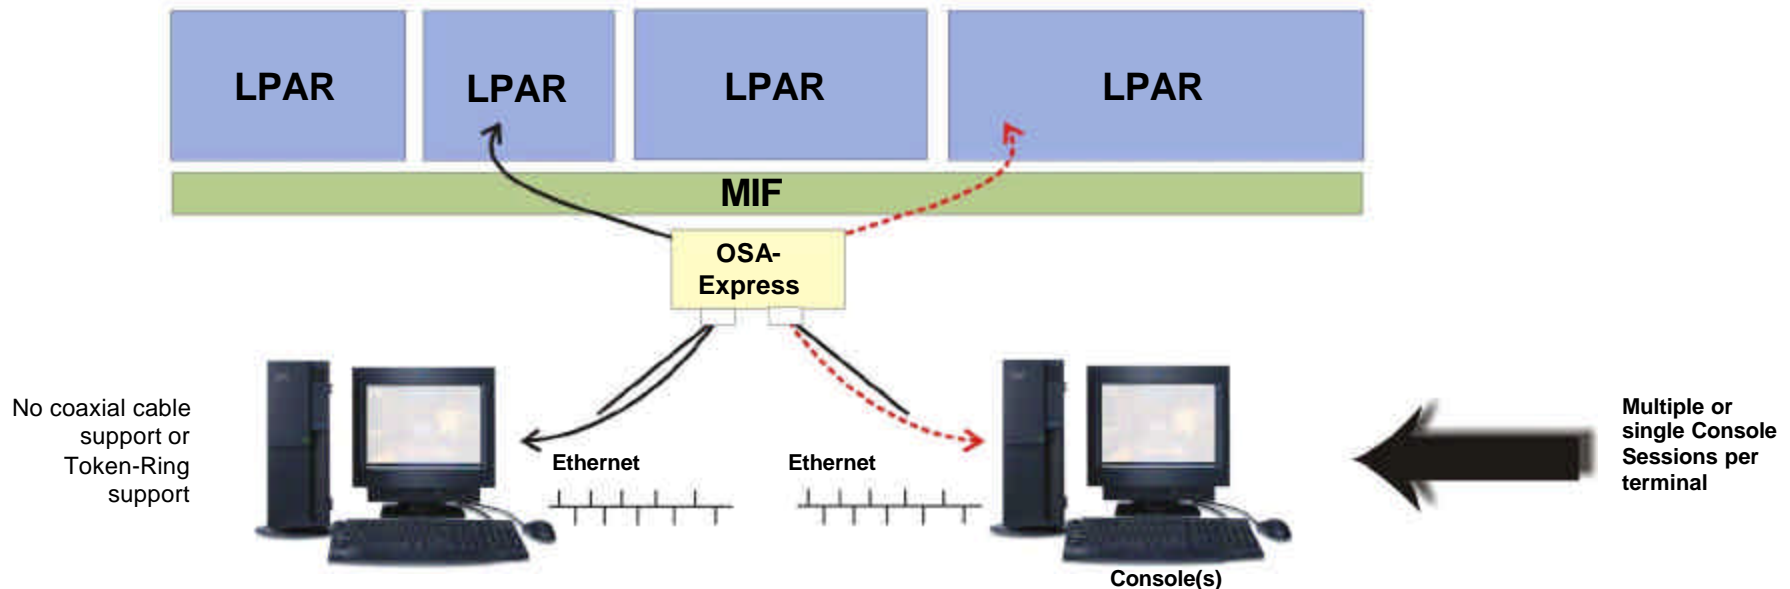 LPAR
LPAR
LPAR
LPAR
MIF
OSA-
Express
No coaxial cable
support or
Token-Ring
support
Ethernet
Ethernet
Multiple or
single Console
Sessions per
terminal
Console(s)